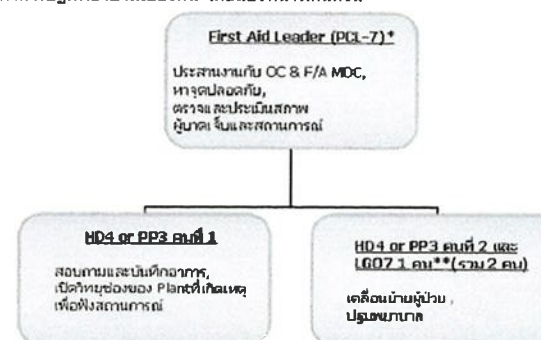 First Aid Leader (PCL-7)*
ประสานงานกับ OC & F/A MDC,
หาจุดปลอดภัย,
ตรวจและประเมินสภาพ
ผู้บาดเจ็บและสถานการณ์
HD4 or PP3 คนที่ 1
สอบถามและบันทึกอาการ,
เปิดวิทยุช่องของ Plantที่เกิดเหตุ
เพื่อฟังสถานการณ์
HD4 or PP3 คนที่ 2 และ
LGO7 1 คน**(รวม 2 คน)
เคลื่อนย้ายผู้ป่วย ,
ปฐมพยาบาล